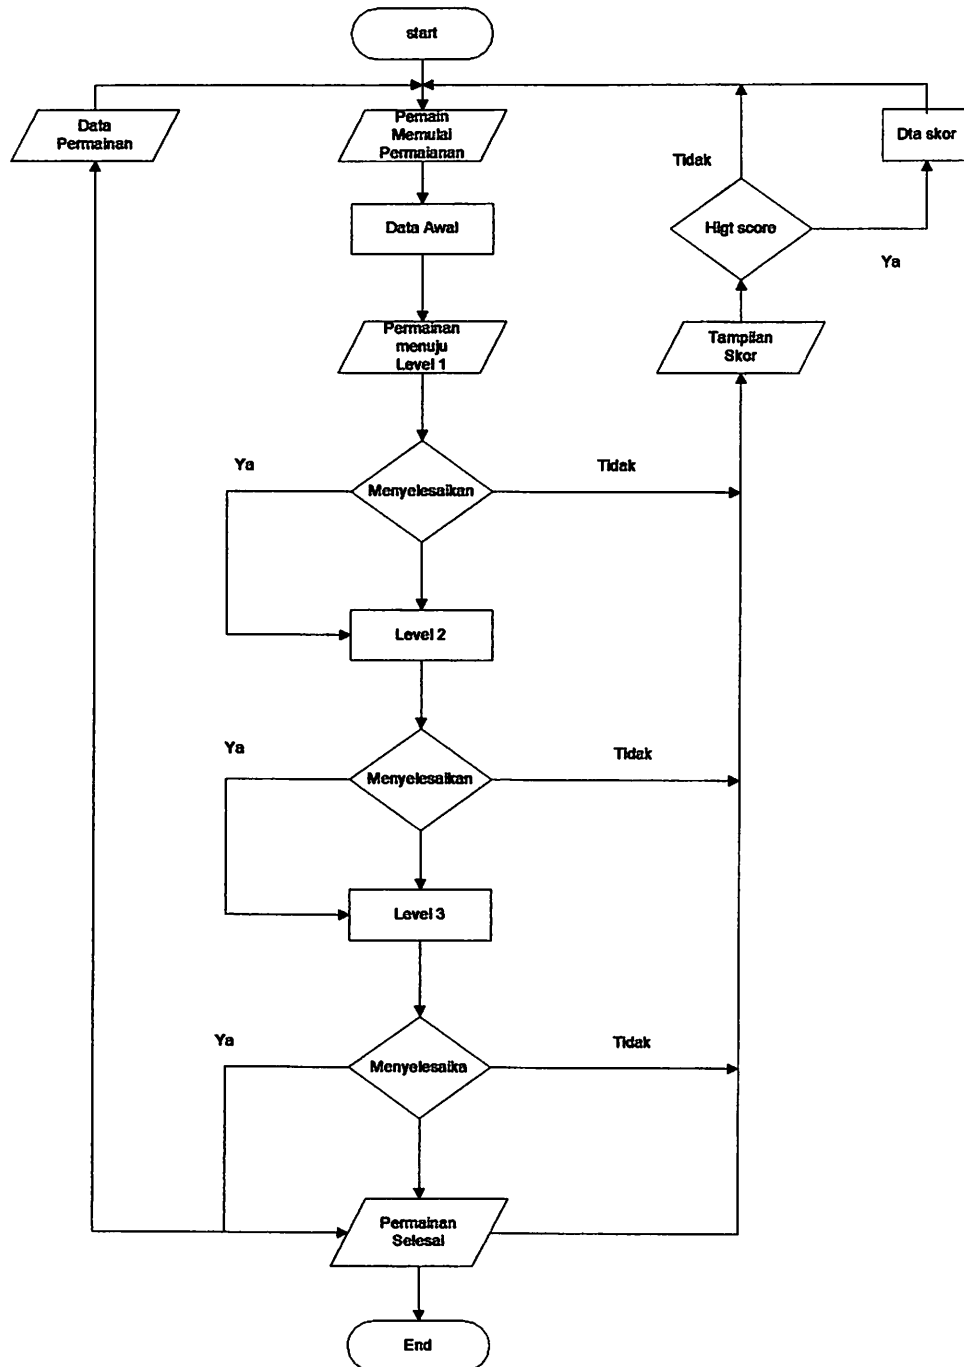 start
Data
Permainan
Pemain
Memulai
Permaianan
Tidak
Dta skor
Data Awal
Higt score
Ya
Permainan
menuju
Level 1
Tampilan
Skor
Ya
Menyelesaikan
Tidak
Level 2
Ya
Menyelesaikan
Tidak
Level 3
Ya
Menyelesaika
Tidak
Permainan
Selesai
End